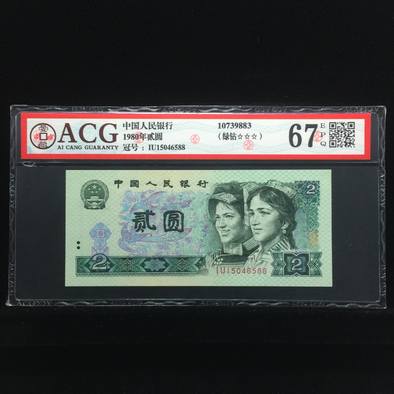 ACG
AI CANG GUARANTY
中国人民银行
1980年贰圆
冠号：IU15046588
10739883
（绿钻☆☆☆）
67
E
P
Q
中国人民银行
2
贰圆
2
IU15046588
2